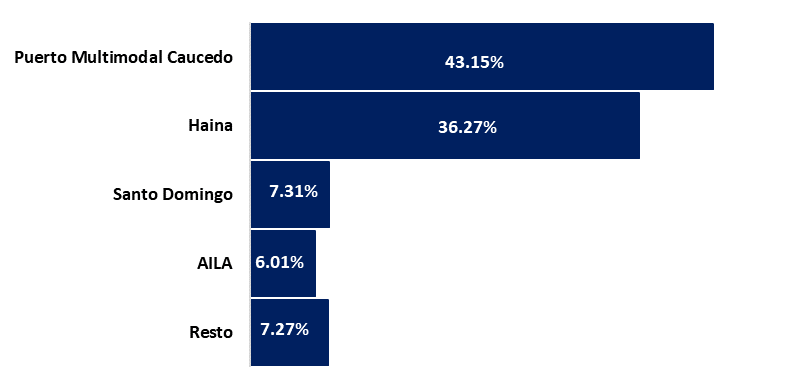 Puerto Multimodal Caucedo 43.15%
Haina 36.27%
Santo Domingo 7.31%
AILA 6.01%
Resto 7.27%